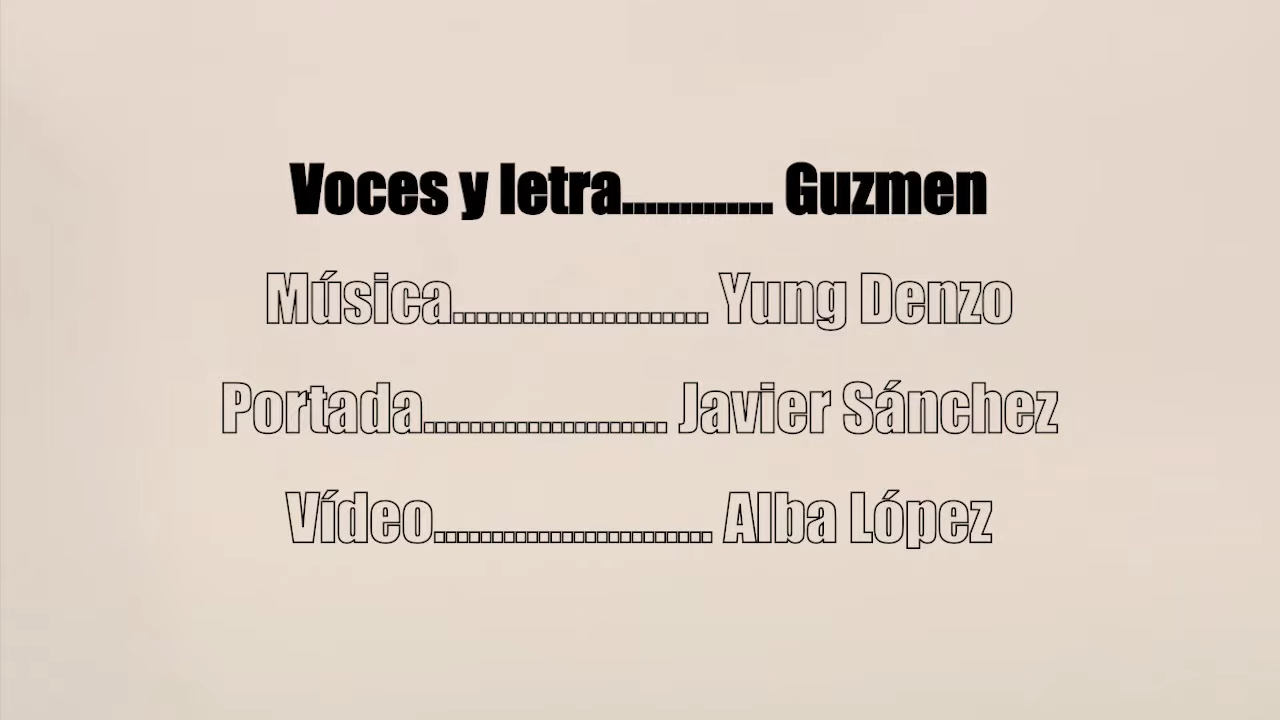 Voces y letra............. Guzmen
Música...................... Yung Denzo
Portada..................... Javier Sánchez
Vídeo........................ Alba López